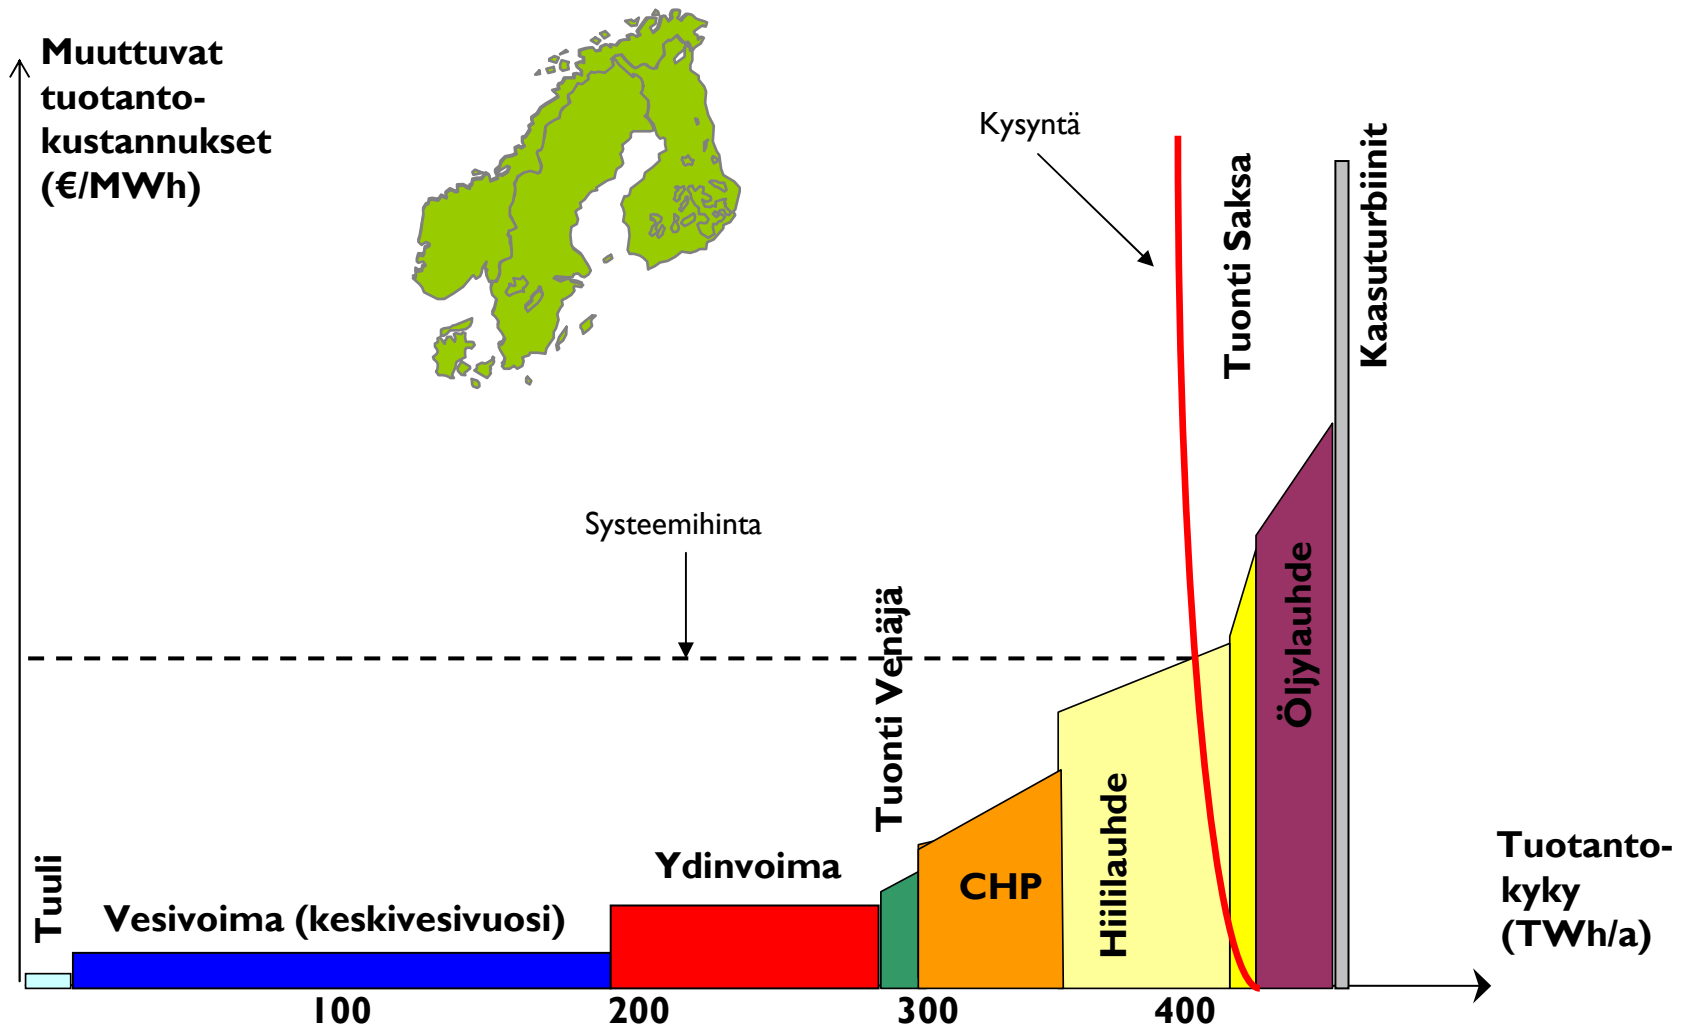 Muuttuvat
tuotanto-
kustannukset
(€/MWh)
Kysyntä
Tuonti Saksa
Kaasuturbiinit
Systeemihinta
Tuonti Venäjä
Öljylauhde
Tuuli
Vesivoima (keskivesivuosi)
Ydinvoima
CHP
Hiililauhde
Tuotanto-
kyky
(TWh/a)
100
200
300
400